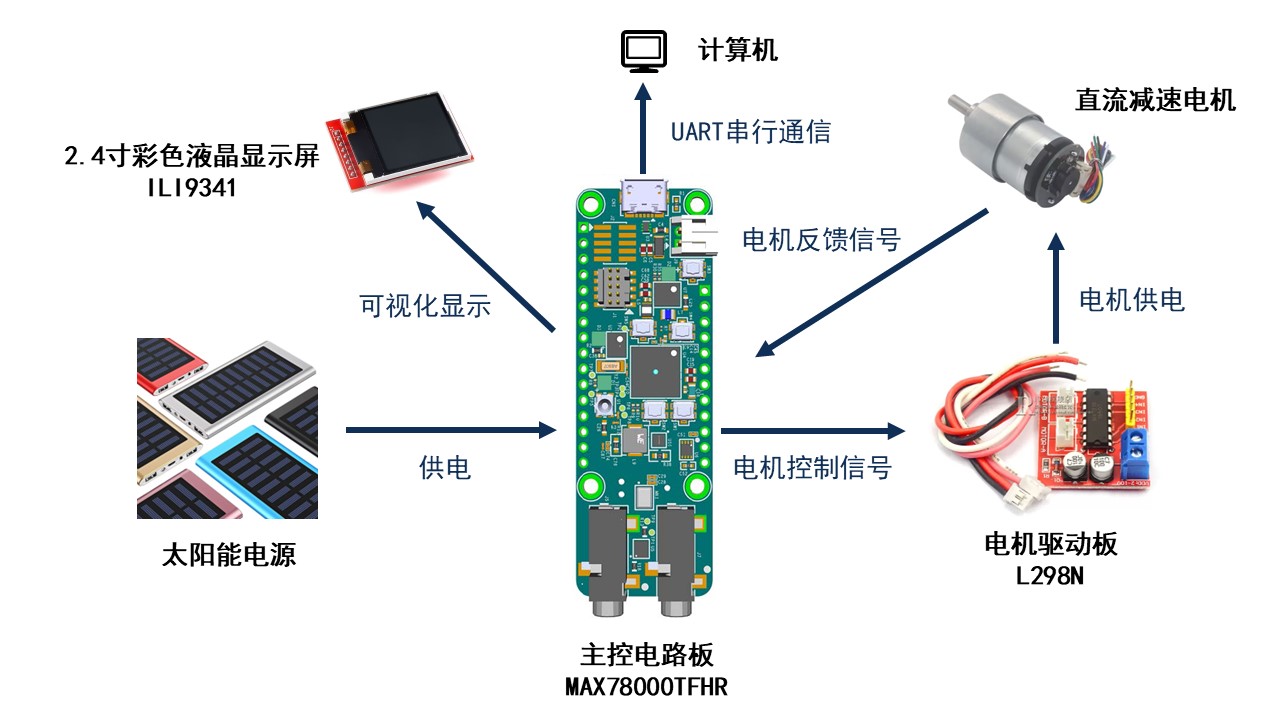 计算机
UART串行通信
直流减速电机
2.4寸彩色液晶显示屏
ILI9341
电机反馈信号
可视化显示
电机供电
供电
电机控制信号
太阳能电源
电机驱动板
L298N
主控电路板
MAX78000TFHR